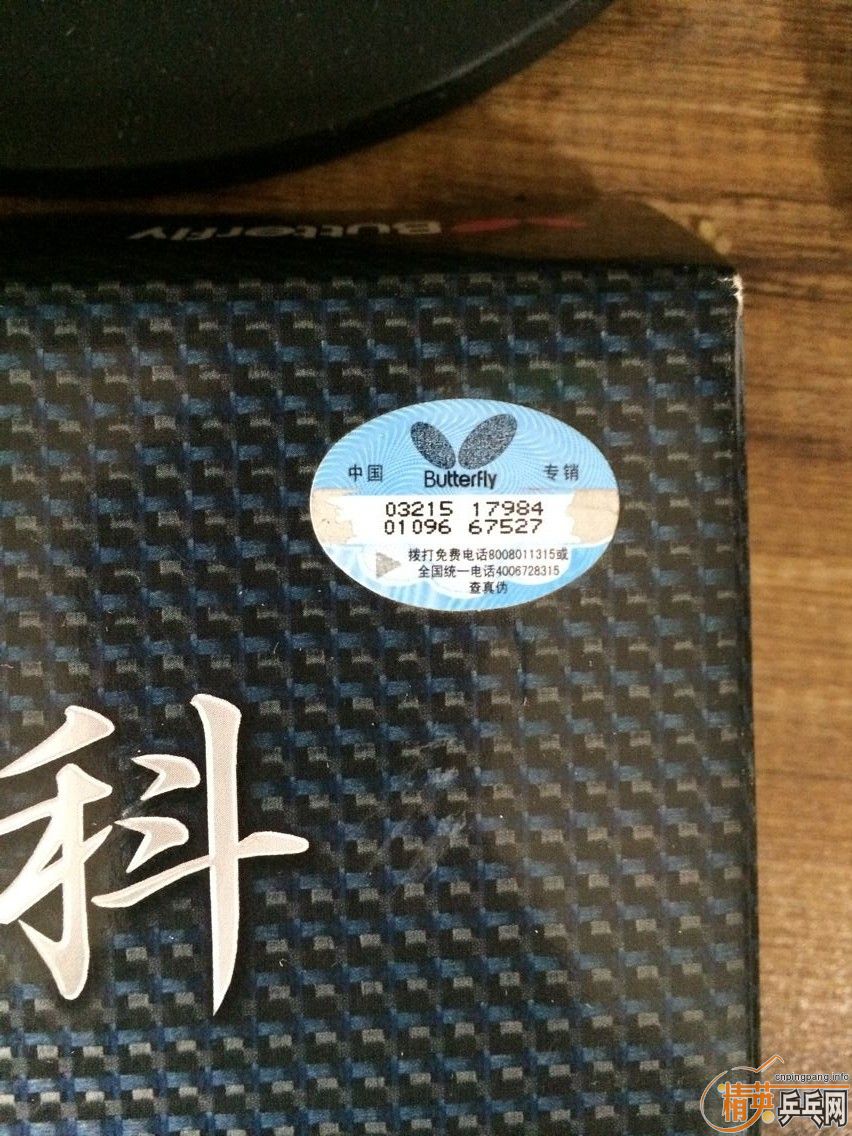 Butterfly
中国 Butterfly 专销
03215 17984
01096 67527
拨打免费电话8008011315或
全国统一电话4006728315
查真伪
科
cnpingpang.info
精英乒乓网